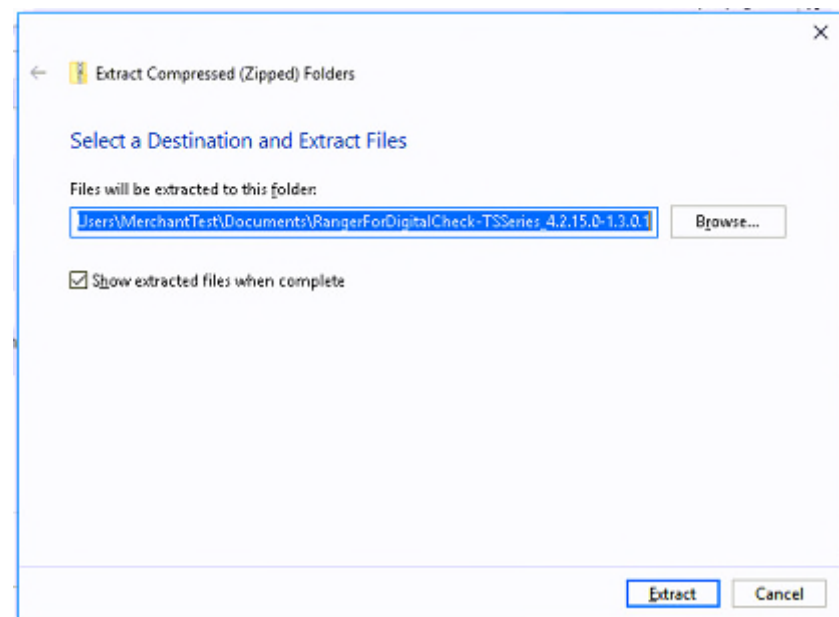 Extract Compressed (Zipped) Folders
Select a Destination and Extract Files
Files will be extracted to this folder:
Users\MerchantTest\Documents\RangerForDigitalCheck-TSSeries_4.2.15.0-1.3.0.1
Browse...
Show extracted files when complete
Extract
Cancel